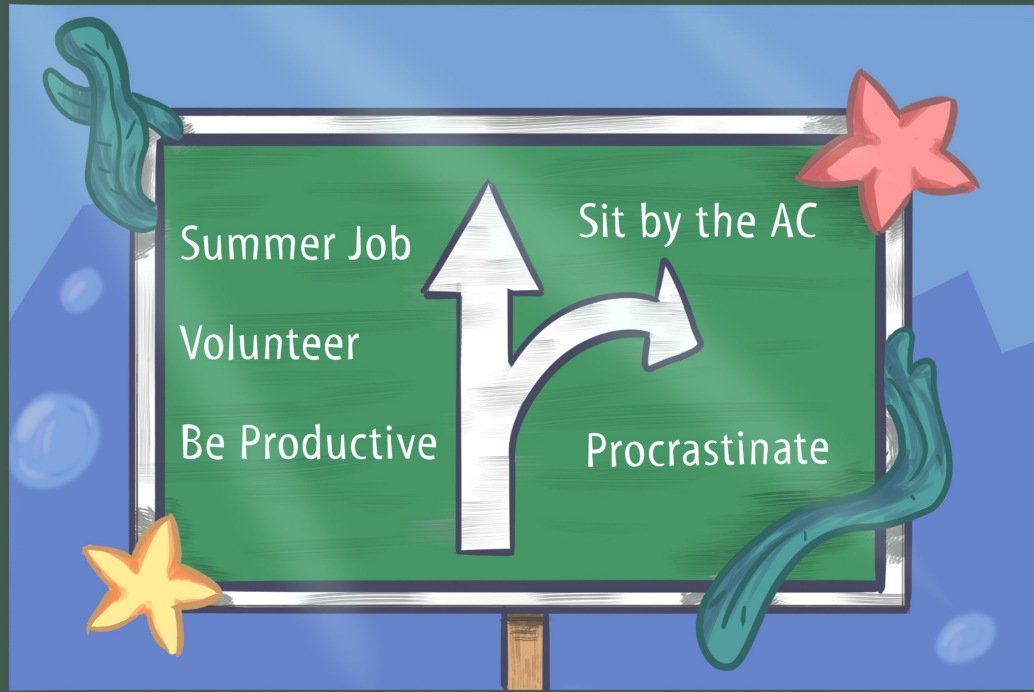 Summer Job
Volunteer
Be Productive
Sit by the AC
Procrastinate